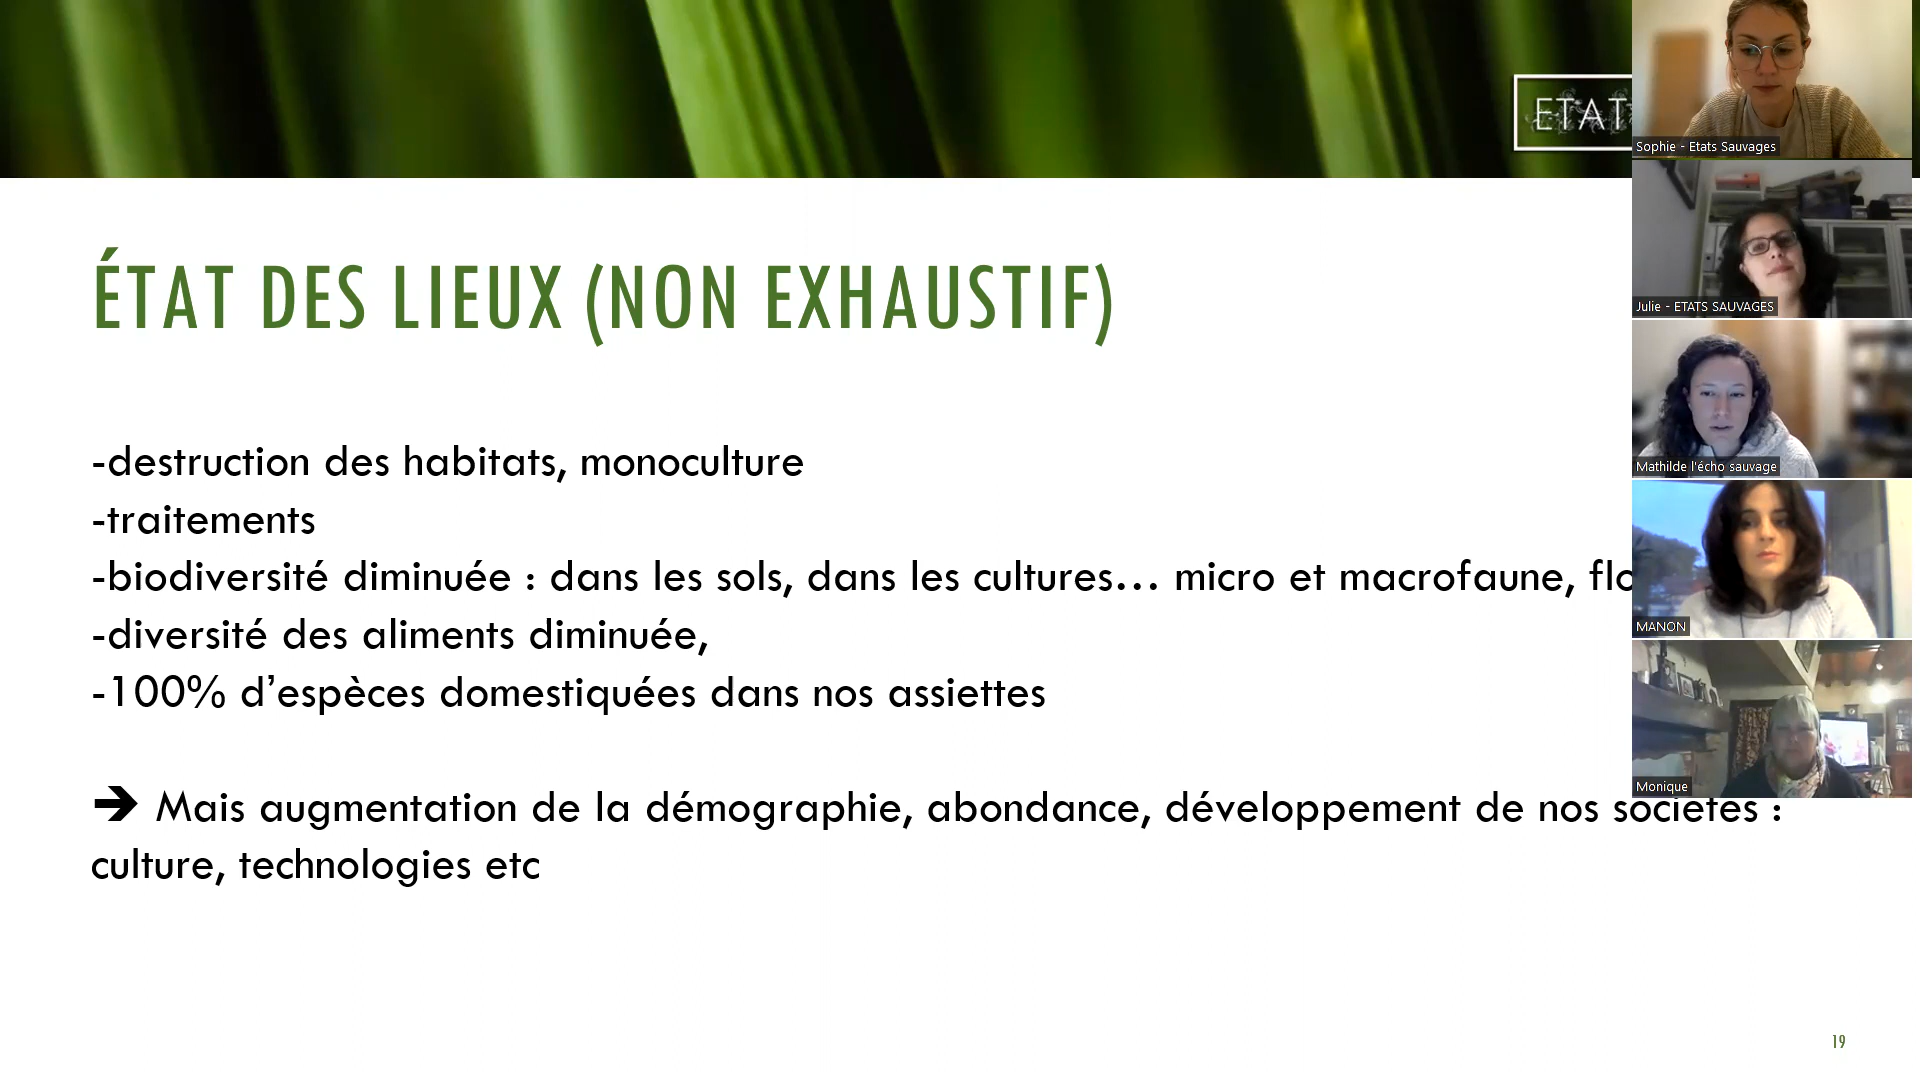 ETAT
Sophie - Etats Sauvages
Julie - ETATS SAUVAGES
ÉTAT DES LIEUX (NON EXHAUSTIF)
Mathilde l'écho sauvage
-destruction des habitats, monoculture
-traitements
-biodiversité diminuée : dans les sols, dans les cultures… micro et macrofaune,
MANON
-diversité des aliments diminuée,
-100% d’espèces domestiquées dans nos assiettes
Monique
➔ Mais augmentation de la démographie, abondance, développement de nos sociétés :
culture, technologies etc
19